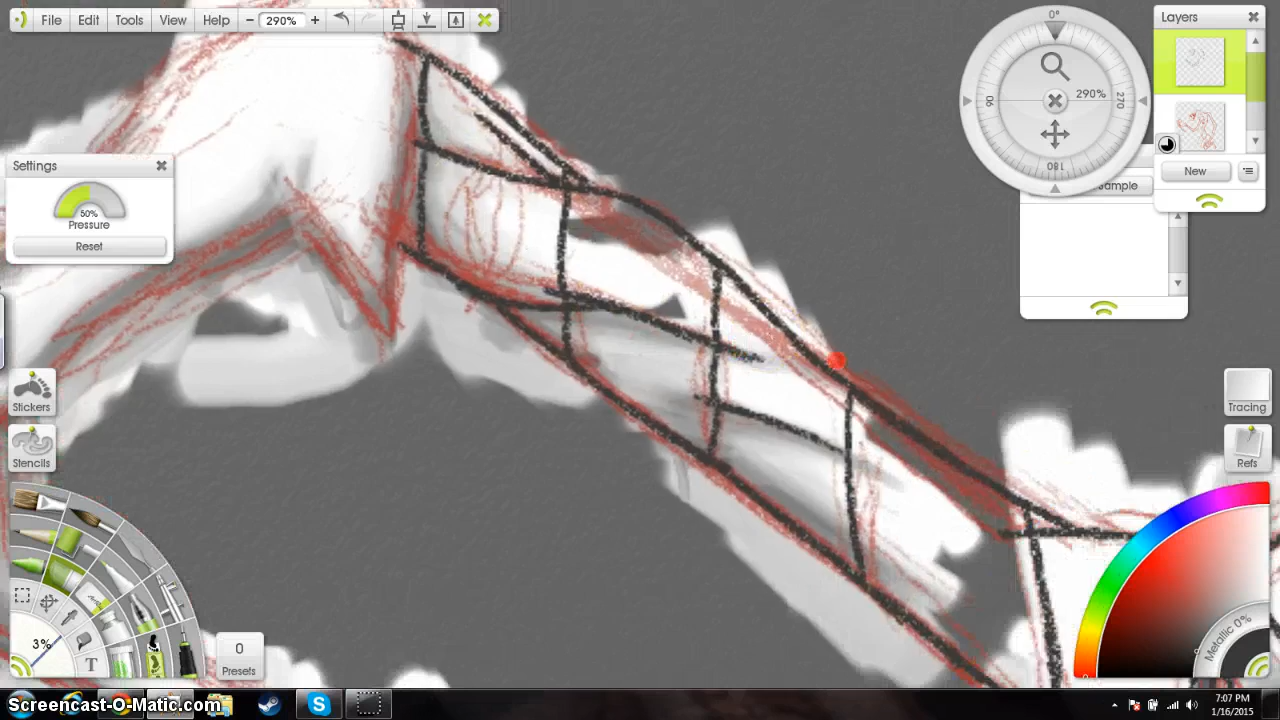 File Edit Tools View Help − 290% +
Layers
0°
90
290%
270
180
New
Sample
Settings
50%
Pressure
Reset
Stickers
Stencils
Tracing
Refs
3%
T
0
Presets
Metallic 0%
Screencast-O-Matic.com
7:07 PM
1/16/2015